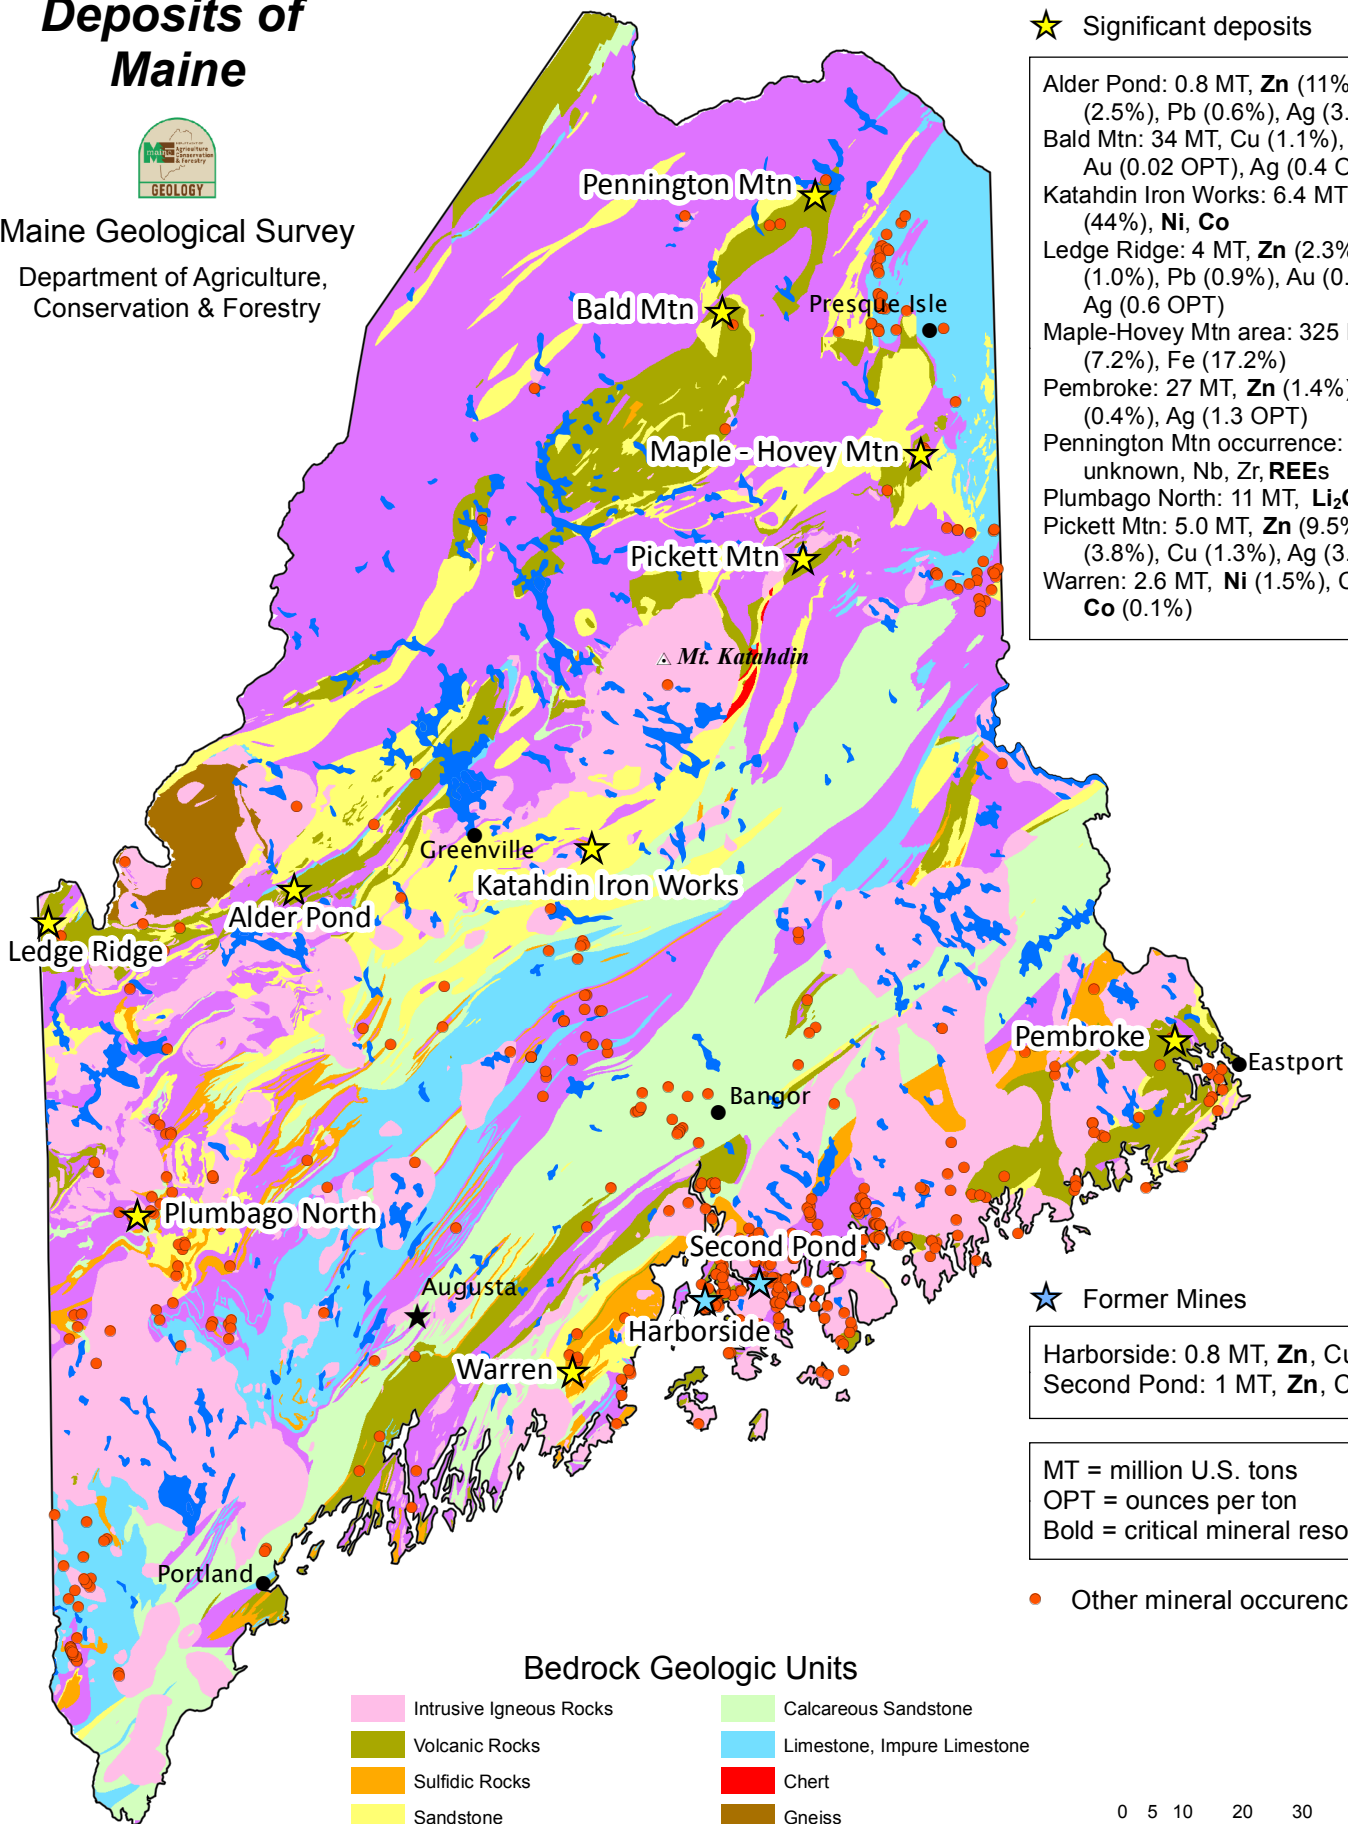 Deposits of
Maine
GEOLOGY
Maine Geological Survey
Department of Agriculture,
Conservation & Forestry
Significant deposits
Alder Pond: 0.8 MT, Zn (11%
(2.5%), Pb (0.6%), Ag (3.
Bald Mtn: 34 MT, Cu (1.1%),
Au (0.02 OPT), Ag (0.4 O
Katahdin Iron Works: 6.4 MT
(44%), Ni, Co
Ledge Ridge: 4 MT, Zn (2.3%
(1.0%), Pb (0.9%), Au (0.
Ag (0.6 OPT)
Maple-Hovey Mtn area: 325
(7.2%), Fe (17.2%)
Pembroke: 27 MT, Zn (1.4%)
(0.4%), Ag (1.3 OPT)
Pennington Mtn occurrence:
unknown, Nb, Zr, REEs
Plumbago North: 11 MT, Li₂
Pickett Mtn: 5.0 MT, Zn (9.5%
(3.8%), Cu (1.3%), Ag (3.
Warren: 2.6 MT, Ni (1.5%), C
Co (0.1%)
Pennington Mtn
Bald Mtn
Presque Isle
Maple - Hovey Mtn
Pickett Mtn
Mt. Katahdin
Greenville
Katahdin Iron Works
Alder Pond
Ledge Ridge
Pembroke
Eastport
Bangor
Plumbago North
Second Pond
Augusta
Harborside
Warren
Portland
Former Mines
Harborside: 0.8 MT, Zn, Cu
Second Pond: 1 MT, Zn, C
MT = million U.S. tons
OPT = ounces per ton
Bold = critical mineral reso
Other mineral occurenc
Bedrock Geologic Units
Intrusive Igneous Rocks
Volcanic Rocks
Sulfidic Rocks
Sandstone
Calcareous Sandstone
Limestone, Impure Limestone
Chert
Gneiss
0 5 10 20 30